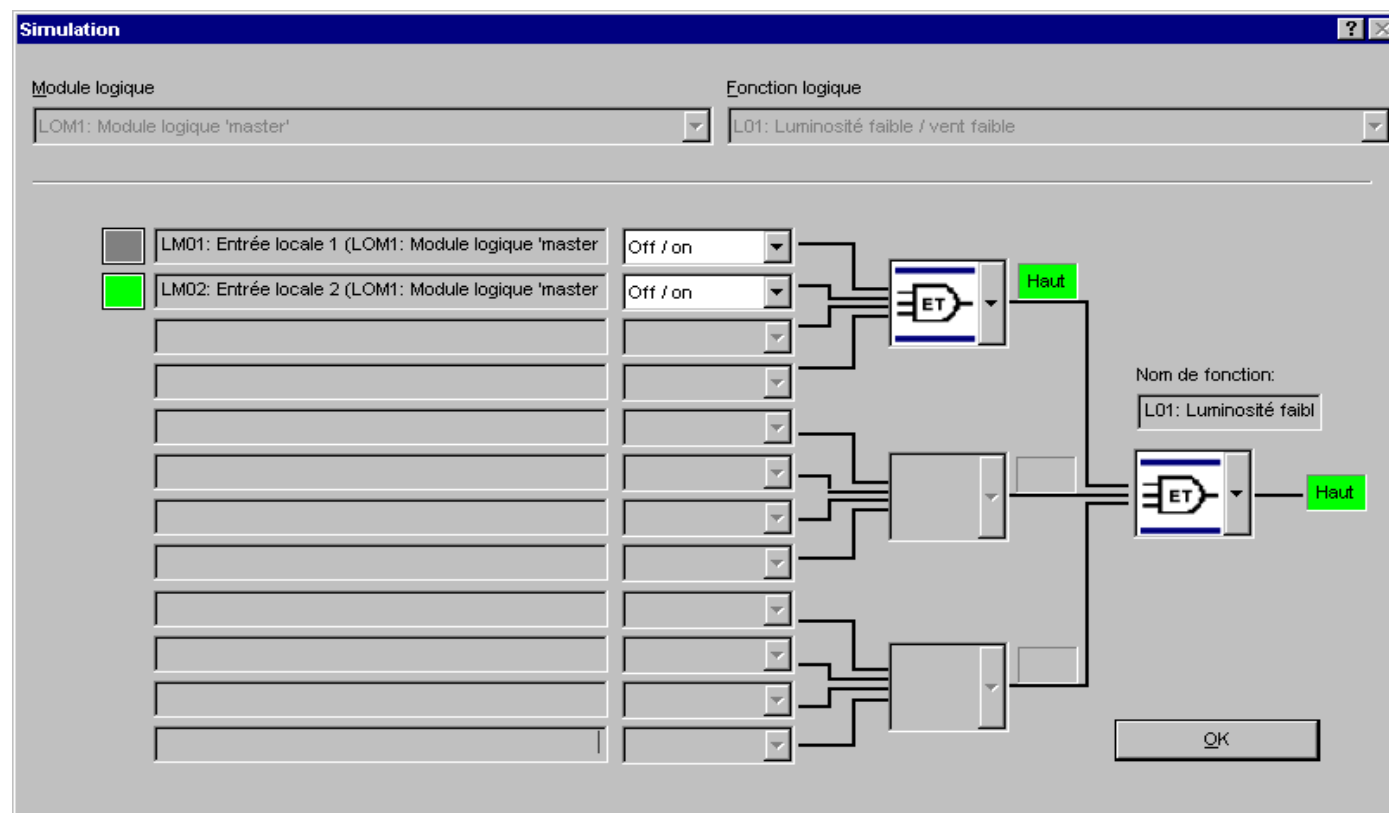 Simulation
Module logique
Fonction logique
LOM1: Module logique 'master'
L01: Luminosité faible / vent faible
LM01: Entrée locale 1 (LOM1: Module logique 'master
Off / on
LM02: Entrée locale 2 (LOM1: Module logique 'master
Off / on
ET
Haut
Nom de fonction:
L01: Luminosité faibl
ET
Haut
OK